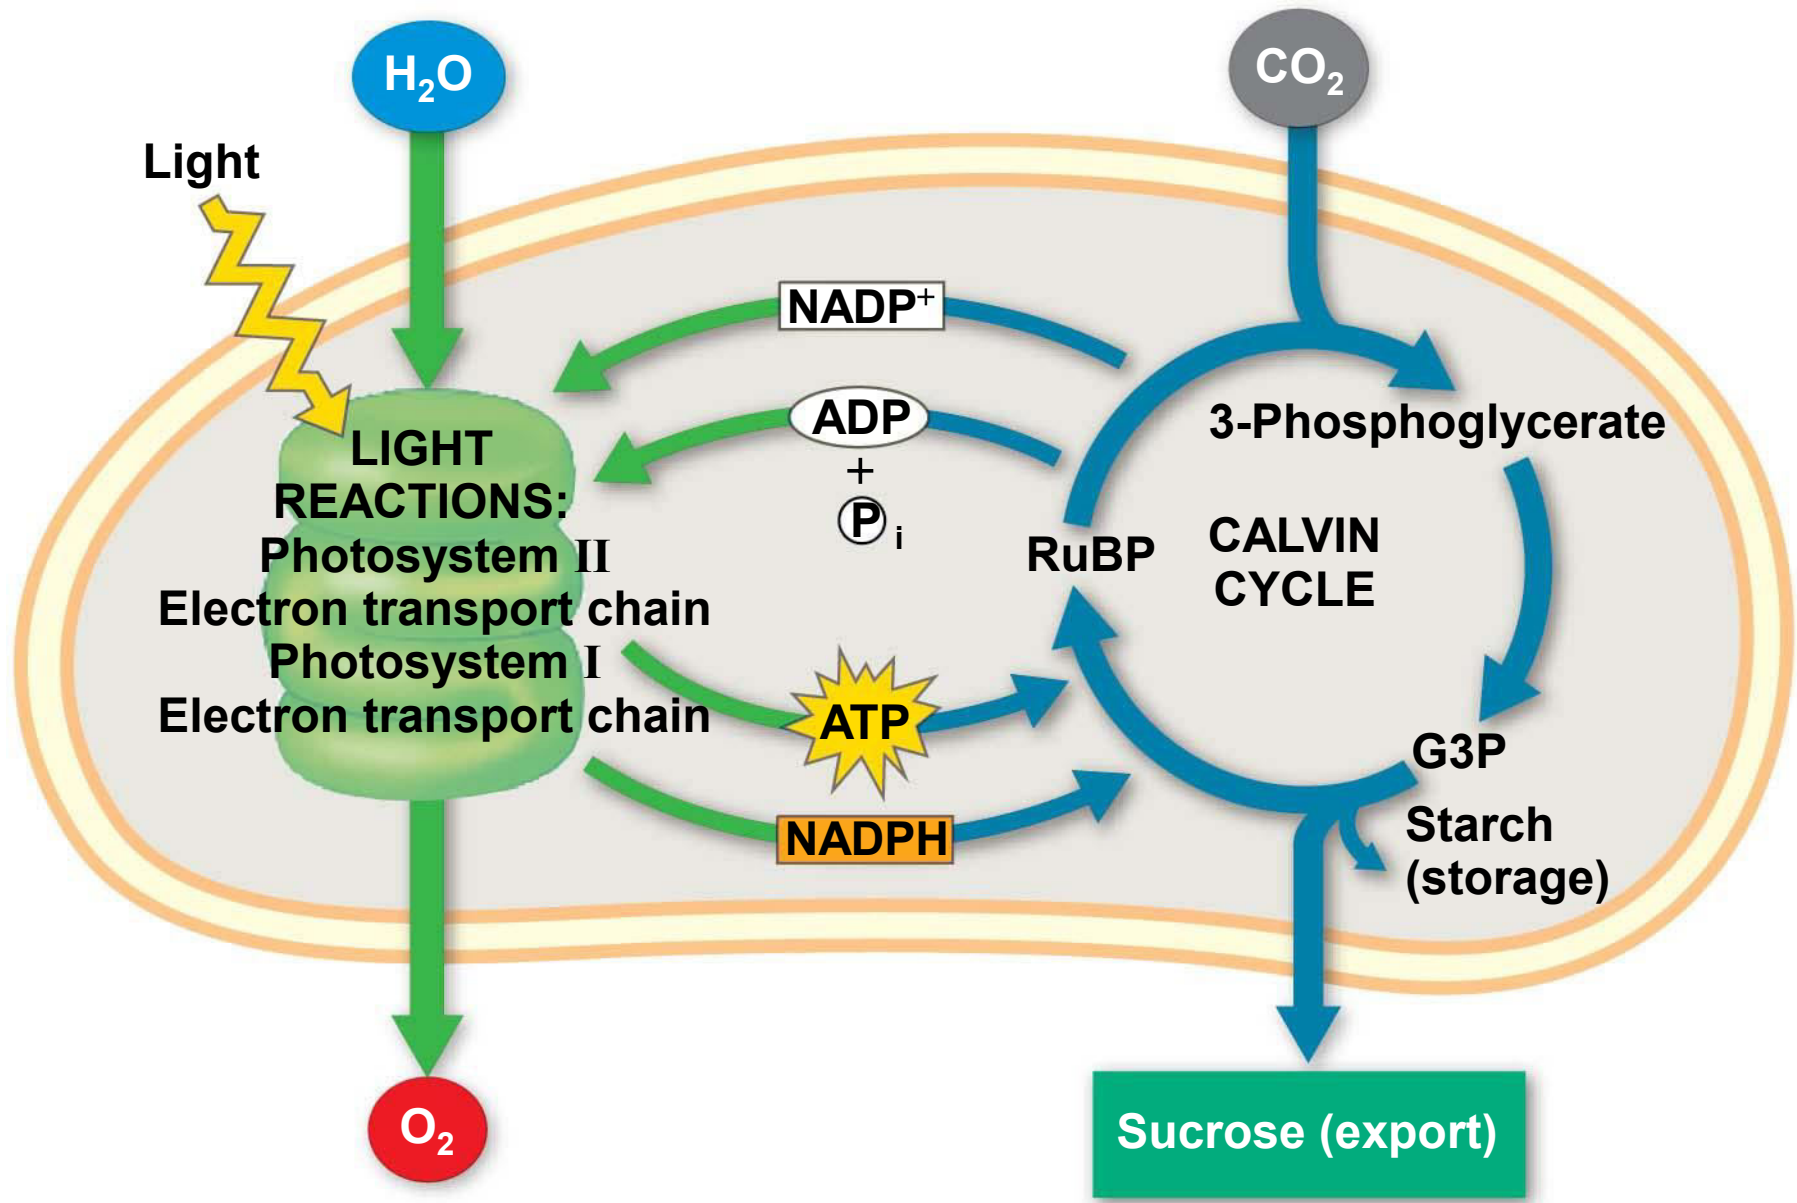 H₂O
CO₂
Light
NADP⁺
ADP
+
Pᵢ
LIGHT
REACTIONS:
Photosystem II
Electron transport chain
Photosystem I
Electron transport chain
3-Phosphoglycerate
RuBP
CALVIN
CYCLE
ATP
NADPH
G3P
Starch
(storage)
O₂
Sucrose (export)